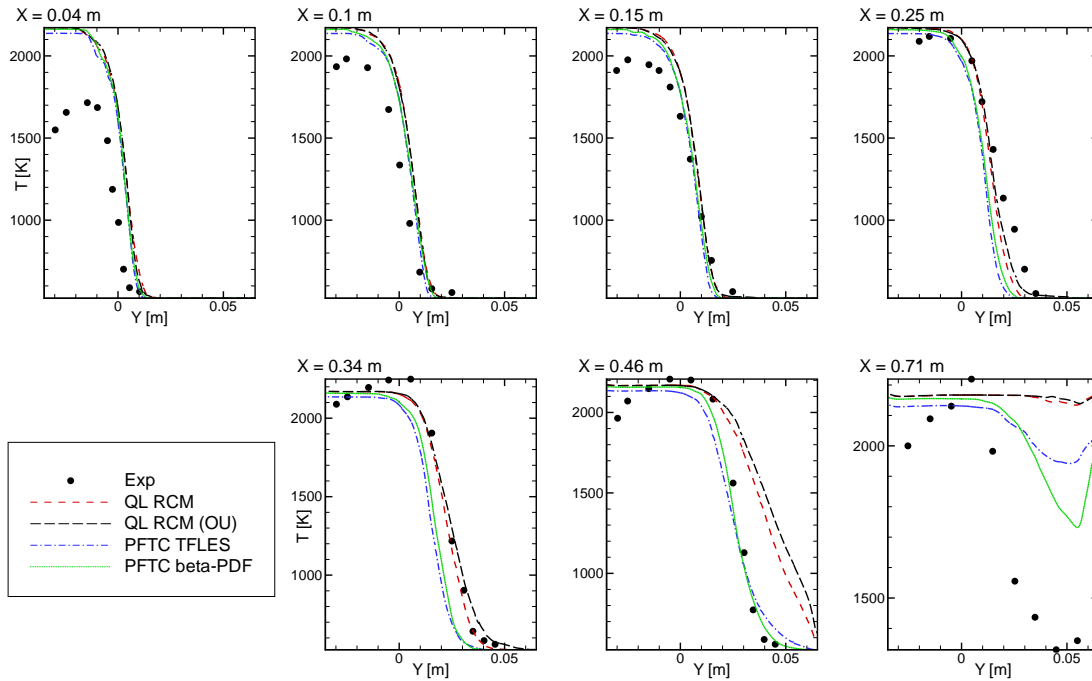 X = 0.04 m
X = 0.1 m
X = 0.15 m
X = 0.25 m
T [K]
2000
1500
1000
0
0.05
Y [m]
2000
1500
1000
0
0.05
Y [m]
2000
1500
1000
0
0.05
Y [m]
2000
1500
1000
0
0.05
Y [m]
X = 0.34 m
X = 0.46 m
X = 0.71 m
2000
1500
1000
0
0.05
Y [m]
T [K]
2000
1500
1000
0
0.05
Y [m]
2000
1500
0
0.05
Y [m]
Exp
QL RCM
QL RCM (OU)
PFTC TFLES
PFTC beta-PDF